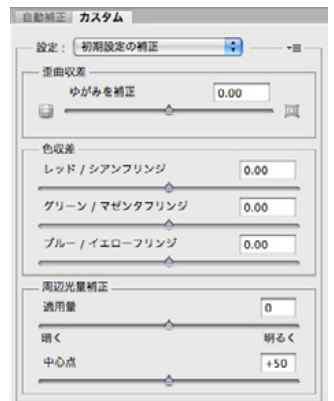 自動補正 カスタム
設定： 初期設定の補正
歪曲収差
ゆがみを補正 0.00
色収差
レッド / シアンフリンジ 0.00
グリーン / マゼンタフリンジ 0.00
ブルー / イエローフリンジ 0.00
周辺光量補正
適用量 0
暗く 明るく
中心点 +50